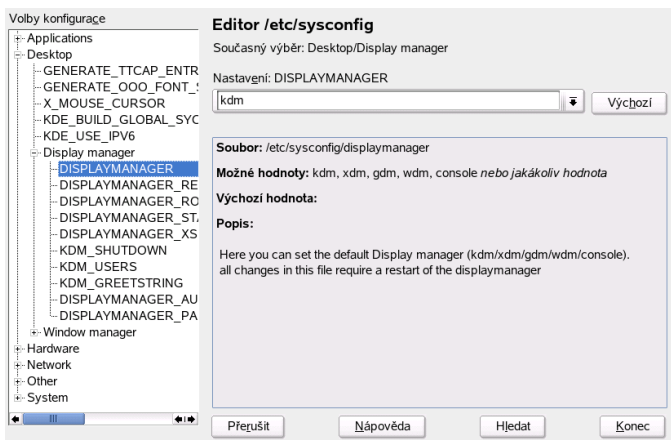 Volby konfigurace
Applications
Desktop
GENERATE_TTCAP_ENTR
GENERATE_OOO_FONT_
X_MOUSE_CURSOR
KDE_BUILD_GLOBAL_SYC
KDE_USE_IPV6
Display manager
DISPLAYMANAGER
DISPLAYMANAGER_RE
DISPLAYMANAGER_RO
DISPLAYMANAGER_ST
DISPLAYMANAGER_XS
KDM_SHUTDOWN
KDM_USERS
KDM_GREETSTRING
DISPLAYMANAGER_AU
DISPLAYMANAGER_PA
Window manager
Hardware
Network
Other
System
Editor /etc/sysconfig
Současný výběr: Desktop/Display manager
Nastavení: DISPLAYMANAGER
kdm
Výchozí
Soubor: /etc/sysconfig/displaymanager
Možné hodnoty: kdm, xdm, gdm, wdm, console nebo jakákoliv hodnota
Výchozí hodnota:
Popis:
Here you can set the default Display manager (kdm/xdm/gdm/wdm/console).
all changes in this file require a restart of the displaymanager
Přerušit
Nápověda
Hledat
Konec